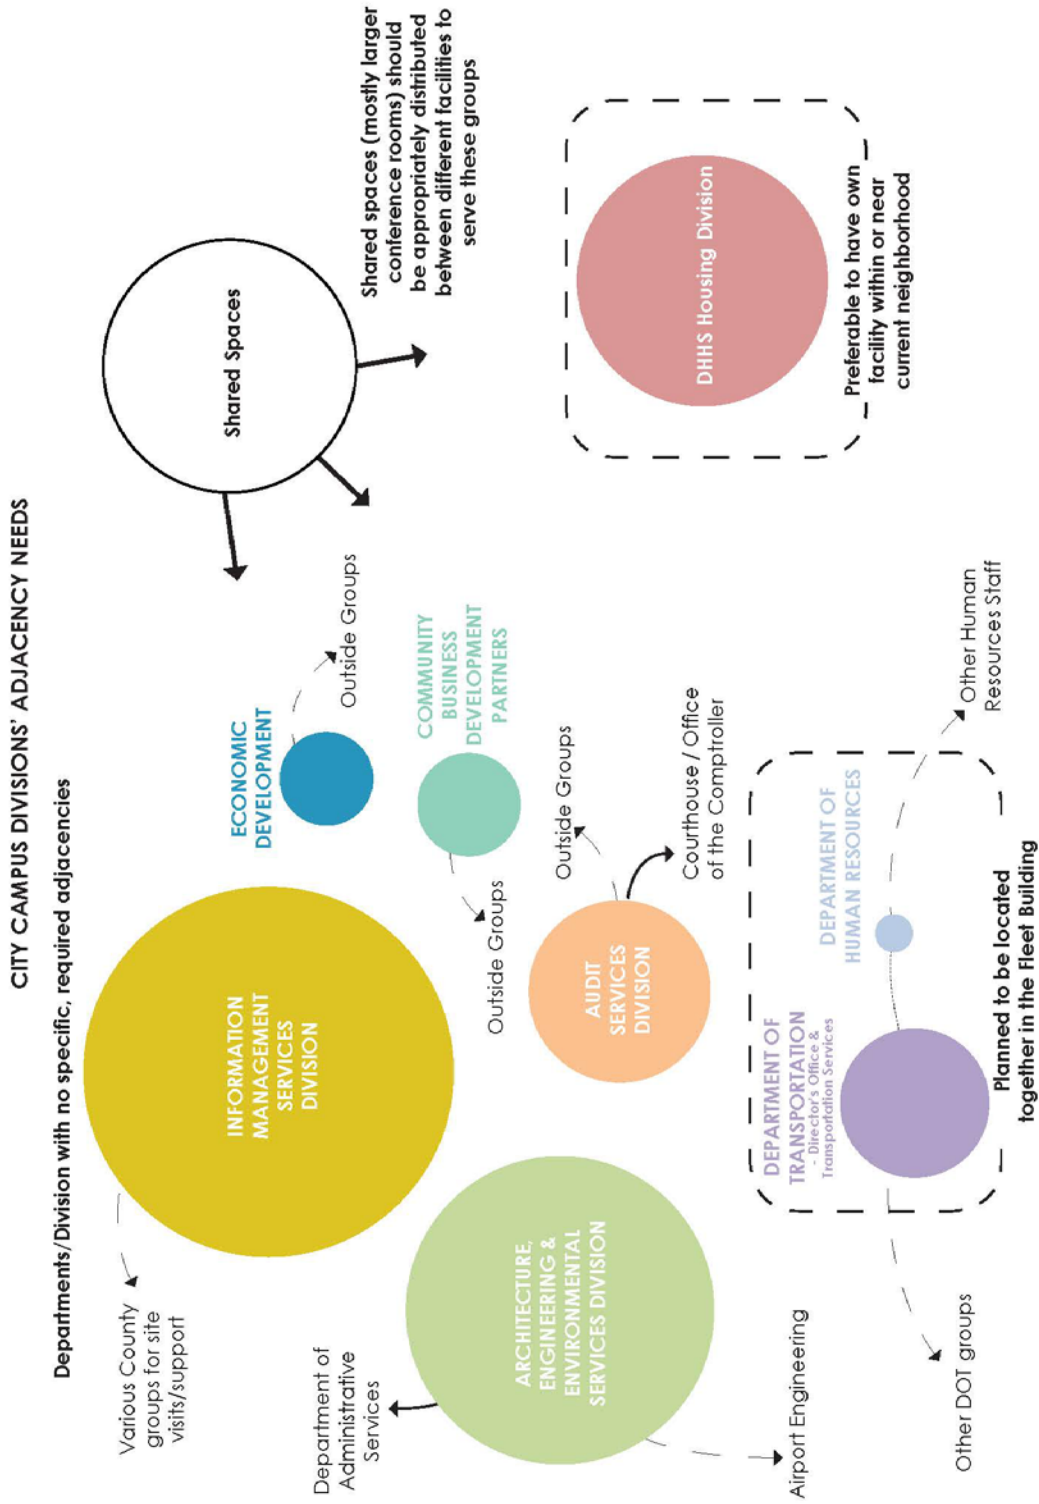 CITY CAMPUS DIVISIONS' ADJACENCY NEEDS
Departments/Division with no specific, required adjacencies
Various County
groups for site
visits/support
INFORMATION
MANAGEMENT
SERVICES
DIVISION
ECONOMIC
DEVELOPMENT
Outside Groups
Shared Spaces
Shared spaces (mostly larger
conference rooms) should
be appropriately distributed
between different facilities to
serve these groups
Department of
Administrative
Services
ARCHITECTURE,
ENGINEERING &
ENVIRONMENTAL
SERVICES DIVISION
Airport Engineering
COMMUNITY
BUSINESS
DEVELOPMENT
PARTNERS
Outside Groups
AUDIT
SERVICES
DIVISION
Outside Groups
Courthouse / Office
of the Comptroller
DHHS Housing Division
Preferable to have own
facility within or near
current neighborhood
DEPARTMENT OF
TRANSPORTATION
- Director's Office &
Transportation Services
DEPARTMENT OF
HUMAN RESOURCES
Other DOT groups
Other Human
Resources Staff
Planned to be located
together in the Fleet Building